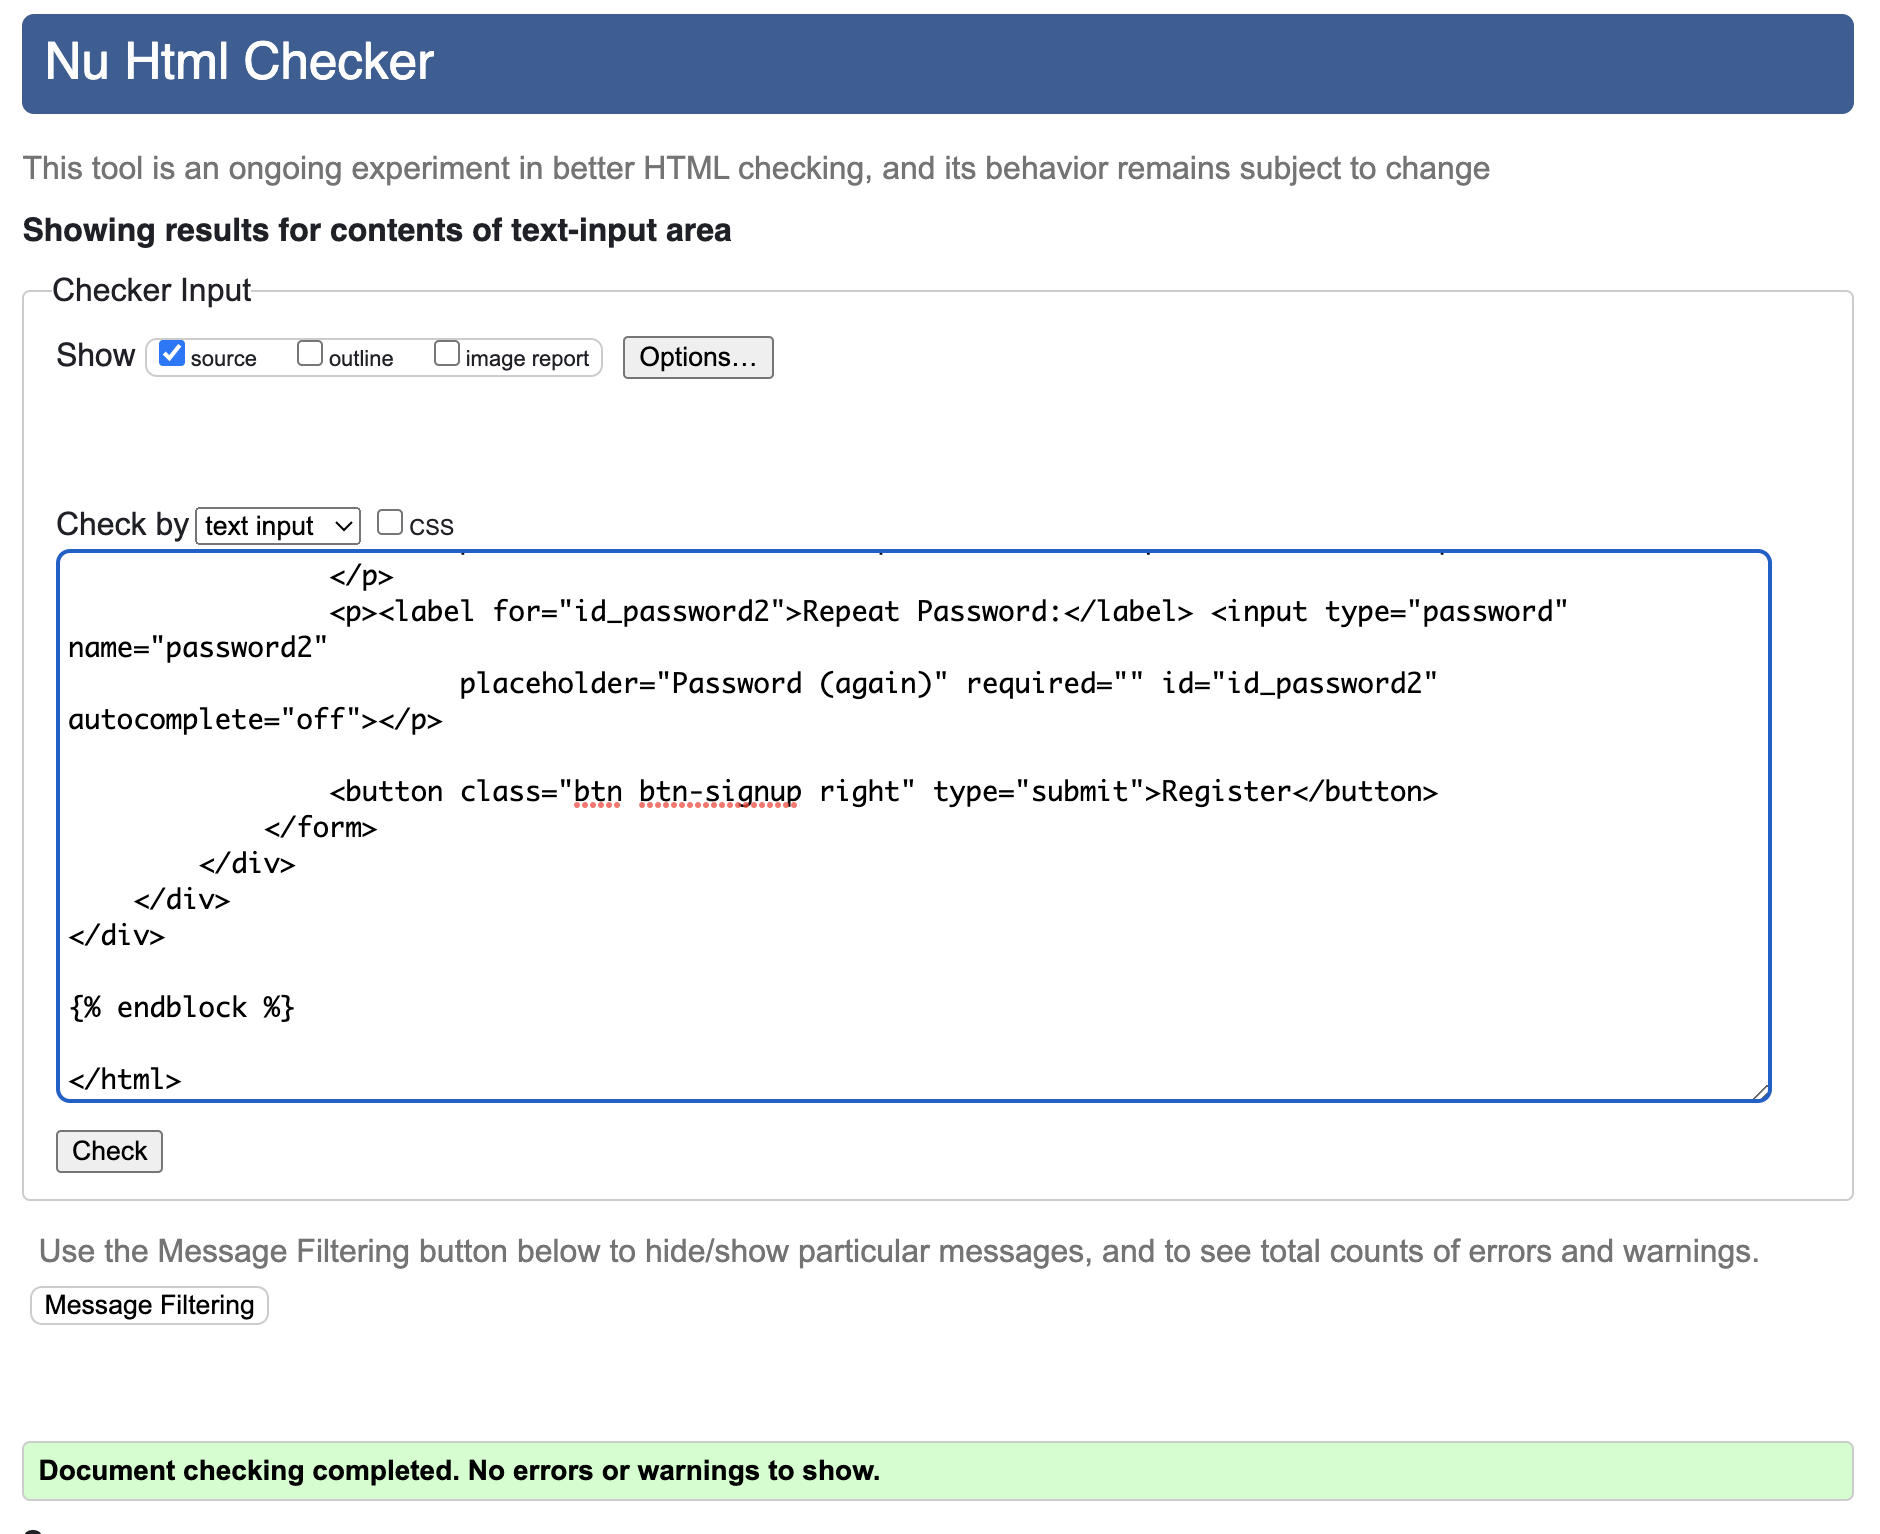 Nu Html Checker
This tool is an ongoing experiment in better HTML checking, and its behavior remains subject to change
Showing results for contents of text-input area
Checker Input
Show source outline image report Options...
Check by text input CSS
</p>
<p><label for="id_password2">Repeat Password:</label> <input type="password"
name="password2"
placeholder="Password (again)" required="" id="id_password2"
autocomplete="off"></p>
<button class="btn btn-signup right" type="submit">Register</button>
</form>
</div>
</div>
</div>
{% endblock %}
</html>
Check
Use the Message Filtering button below to hide/show particular messages, and to see total counts of errors and warnings.
Message Filtering
Document checking completed. No errors or warnings to show.